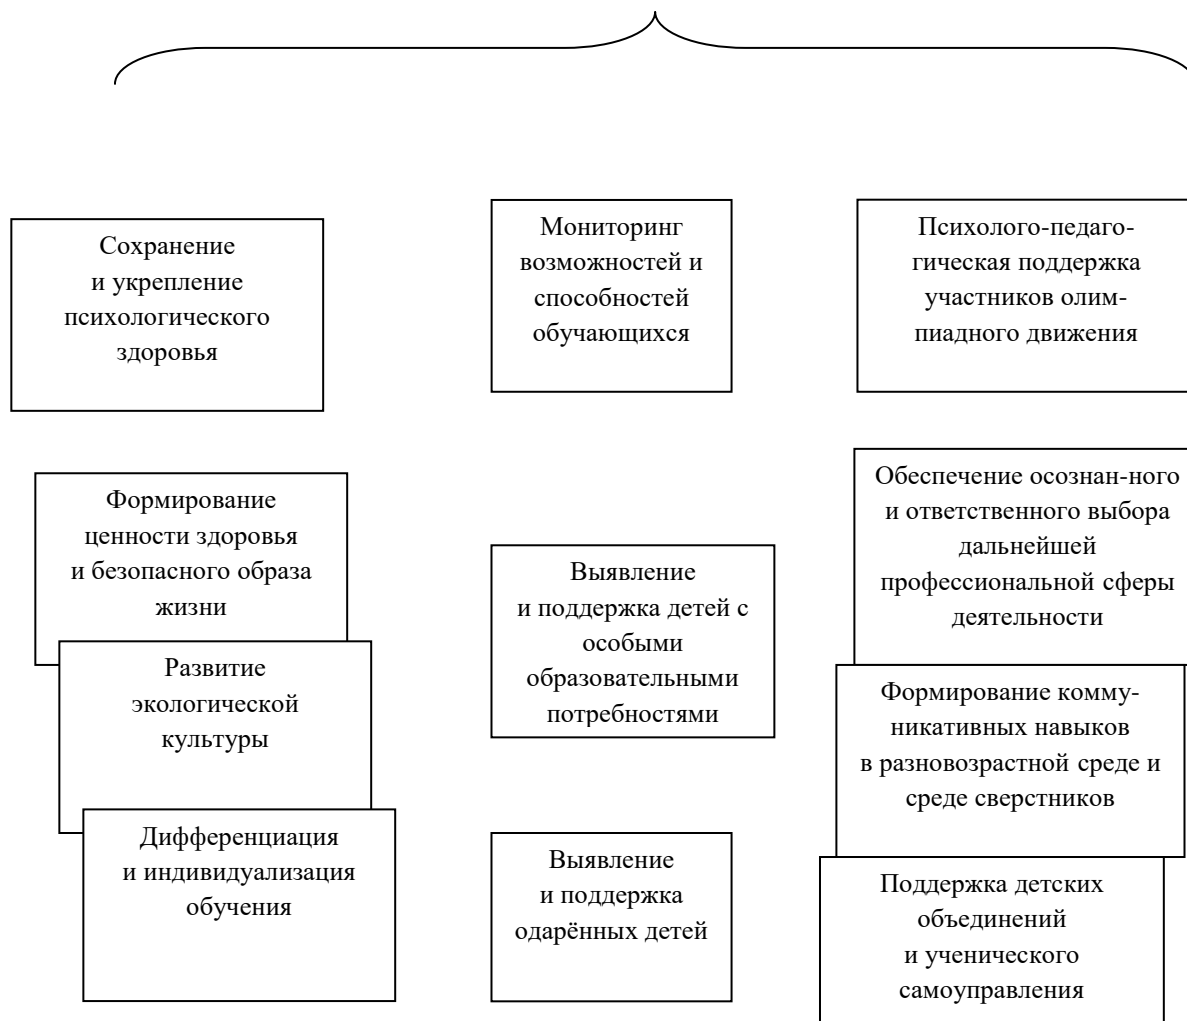 Сохранение
и укрепление
психологического
здоровья
Мониторинг
возможностей и
способностей
обучающихся
Психолого-педаго-
гическая поддержка
участников олим-
пиадного движения
Формирование
ценности здоровья
и безопасного образа
жизни
Выявление
и поддержка детей с
особыми
образовательными
потребностями
Обеспечение осознан-ного
и ответственного выбора
дальнейшей
профессиональной сферы
деятельности
Развитие
экологической
культуры
Формирование комму-
никативных навыков
в разновозрастной среде и
среде сверстников
Дифференциация
и индивидуализация
обучения
Выявление
и поддержка
одарённых детей
Поддержка детских
объединений
и ученического
самоуправления